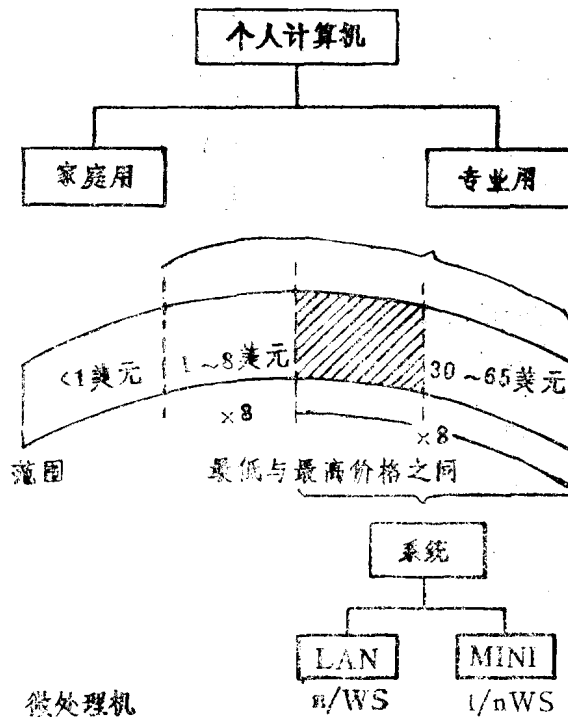 个人计算机
家庭用
专业用
<1美元
1~8美元
30~65美元
×8
×8
范围
最低与最高价格之间
系统
LAN
MINI
微处理机
n/WS
1/nWS